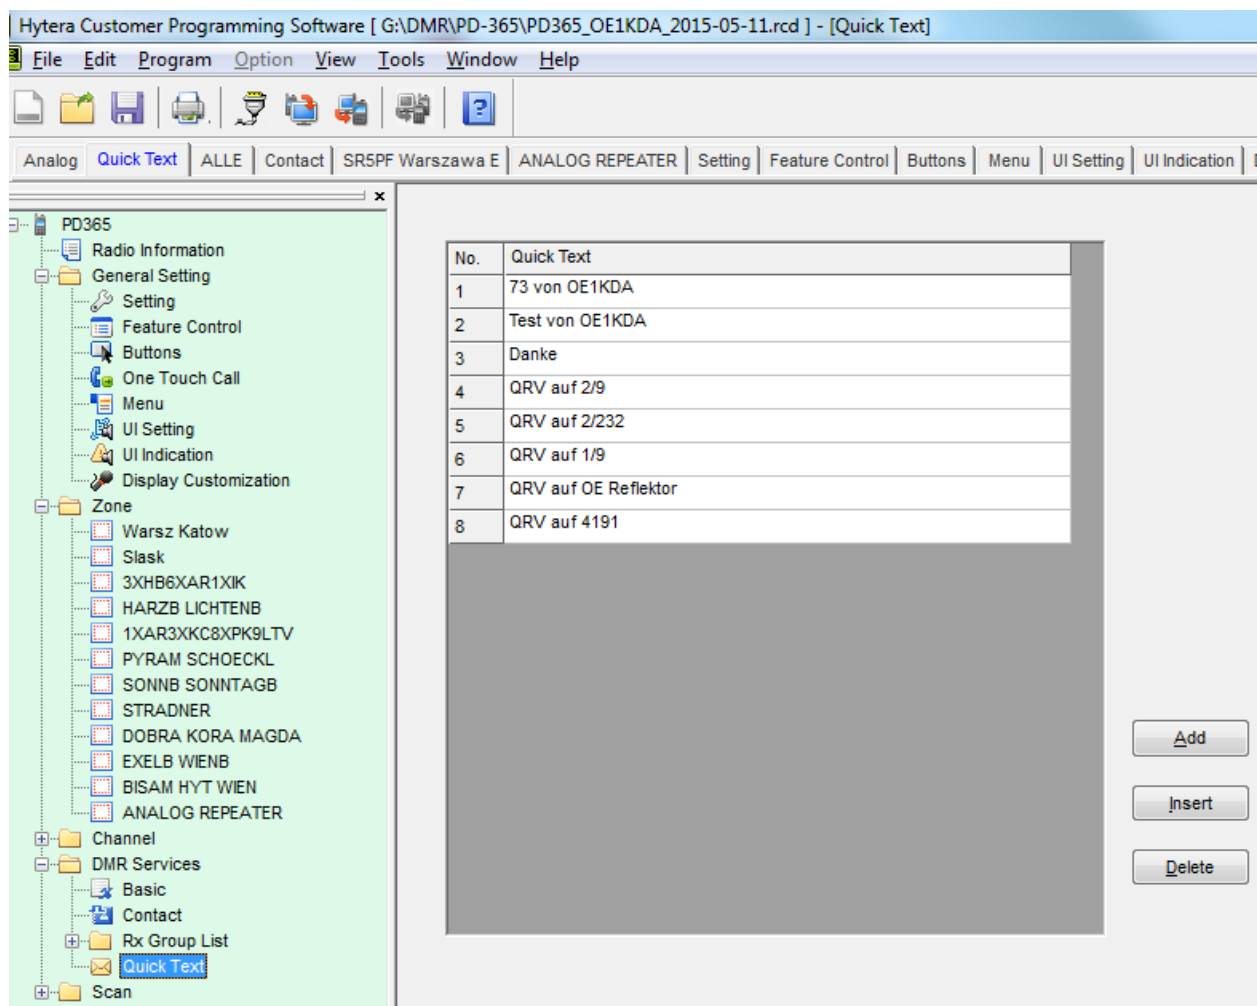 Hytera Customer Programming Software [ G:\DMR\PD-365\PD365_OE1KDA_2015-05-11.rcd ] - [Quick Text]
File Edit Program Option View Tools Window Help
Analog Quick Text ALLE Contact SR5PF Warszawa E ANALOG REPEATER Setting Feature Control Buttons Menu UI Setting UI Indication
PD365
Radio Information
General Setting
Setting
Feature Control
Buttons
One Touch Call
Menu
UI Setting
UI Indication
Display Customization
Zone
Warsz Katow
Slask
3XHB6XAR1XIK
HARZB LICHTENB
1XAR3XKC8XPK9LTV
PYRAM SCHOECKL
SONNB SONNTAGB
STRADNER
DOBRA KORA MAGDA
EXELB WIENB
BISAM HYT WIEN
ANALOG REPEATER
Channel
DMR Services
Basic
Contact
Rx Group List
Quick Text
Scan
No. Quick Text
1 73 von OE1KDA
2 Test von OE1KDA
3 Danke
4 QRV auf 2/9
5 QRV auf 2/232
6 QRV auf 1/9
7 QRV auf OE Reflektor
8 QRV auf 4191
Add
Insert
Delete